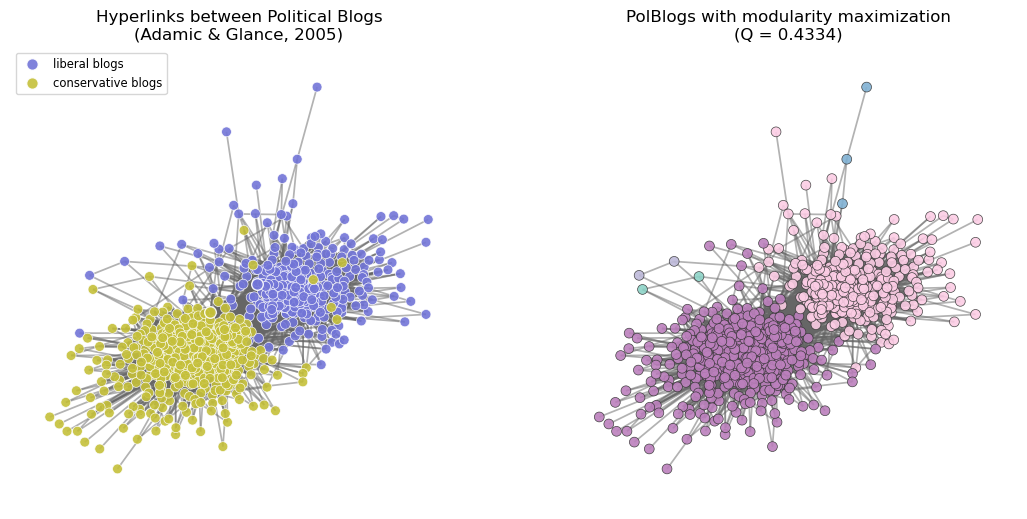 Hyperlinks between Political Blogs
(Adamic & Glance, 2005)
liberal blogs
conservative blogs
PolBlogs with modularity maximization
(Q = 0.4334)